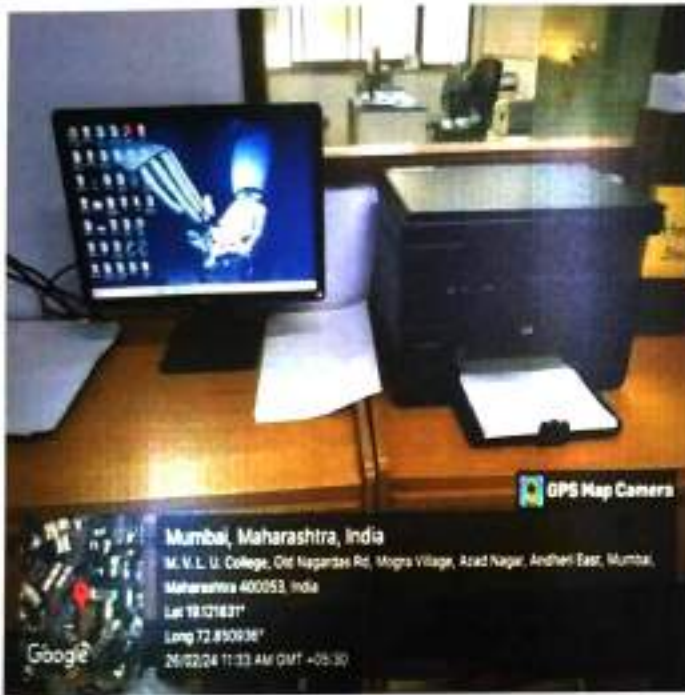 GPS Map Camera
Mumbai, Maharashtra, India
M. V. L. U. College, Old Nagardas Rd, Mogra Village, Azad Nagar, Andheri East, Mumbai,
Maharashtra 400053, India
Lat 19.121631°
Long 72.850936°
26/02/24 11:33 AM GMT +05:30
Google